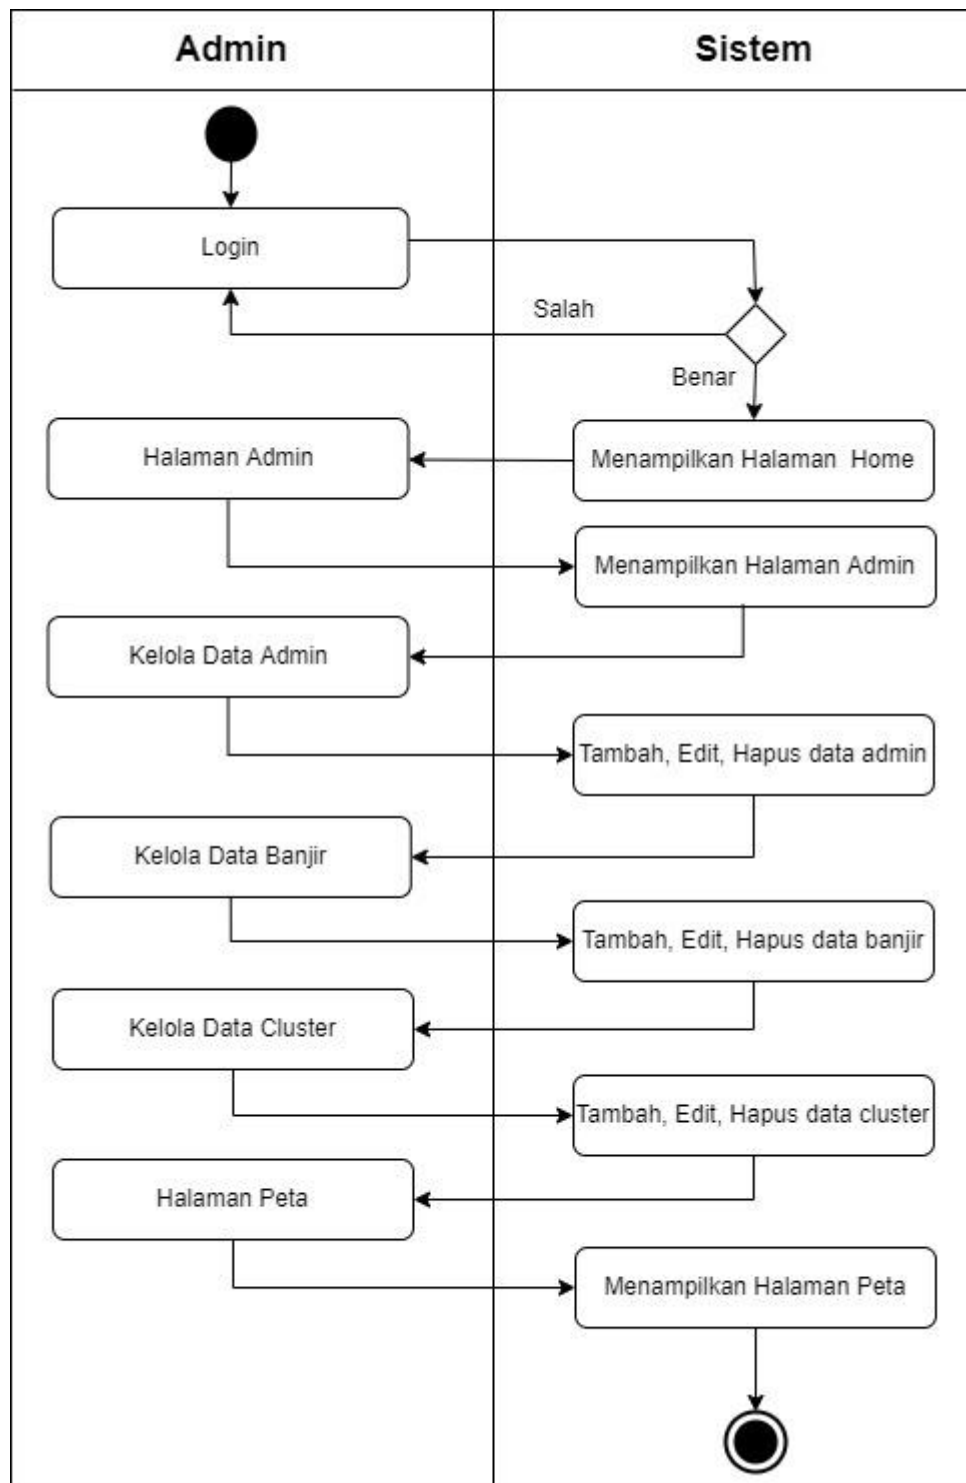 Admin
Sistem
Login
Salah
Benar
Halaman Admin
Menampilkan Halaman  Home
Menampilkan Halaman Admin
Kelola Data Admin
Tambah, Edit, Hapus data admin
Kelola Data Banjir
Tambah, Edit, Hapus data banjir
Kelola Data Cluster
Tambah, Edit, Hapus data cluster
Halaman Peta
Menampilkan Halaman Peta